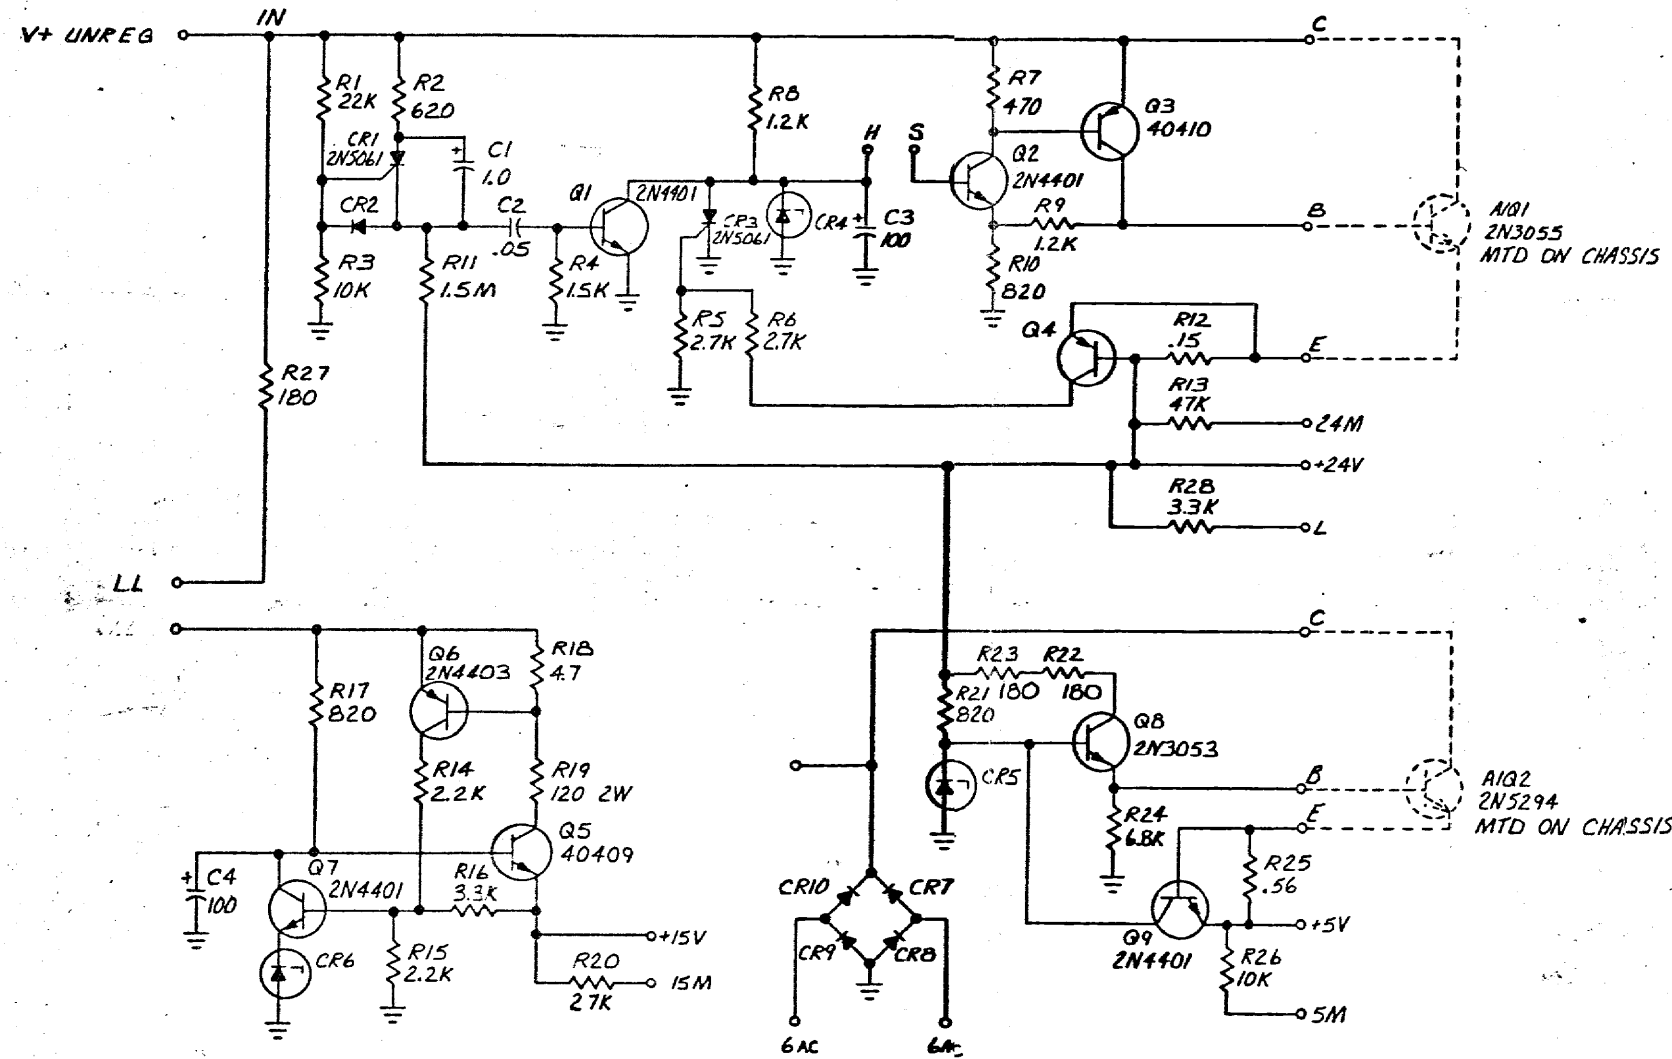 IN
V+ UNREG
C
R1
22K
R2
620
R8
1.2K
R7
470
Q3
40410
CR1
2N5061
C1
1.0
H
S
Q2
2N4401
Q1
2N4401
CR2
C2
.05
CR3
2N5061
CR4
C3
100
R9
1.2K
B
A1Q1
2N3055
MTD ON CHASSIS
R3
10K
R11
1.5M
R4
1.5K
R10
820
R5
2.7K
R6
2.7K
Q4
R12
.15
E
R27
180
R13
47K
24M
+24V
R28
3.3K
L
LL
C
Q6
2N4403
R18
4.7
R17
820
R23
180
R22
180
R21
820
Q8
2N3053
R14
2.2K
R19
120 2W
CR5
B
A1Q2
2N5294
MTD ON CHASSIS
E
R24
6.8K
Q5
40409
C4
100
Q7
2N4401
R16
3.3K
R25
.56
CR10
CR7
+5V
+15V
CR6
R15
2.2K
R20
27K
15M
CR9
CR8
Q9
2N4401
R26
10K
5M
6AC
6AC